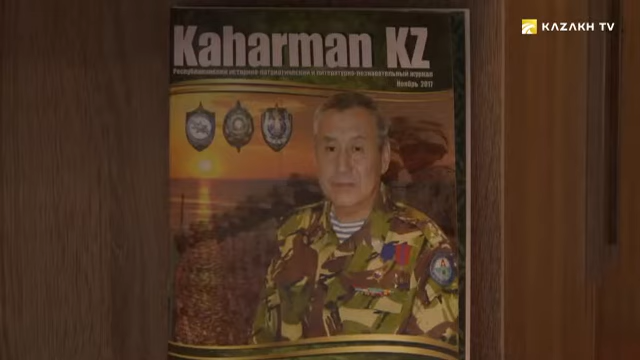 KAZAKH TV
Kaharman KZ
Республиканский историко-патриотический и литературно-познавательный журнал
Ноябрь 2017